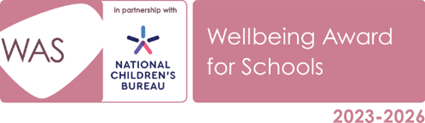 WAS
in partnership with
NATIONAL
CHILDREN'S
BUREAU
Wellbeing Award
for Schools
2023-2026